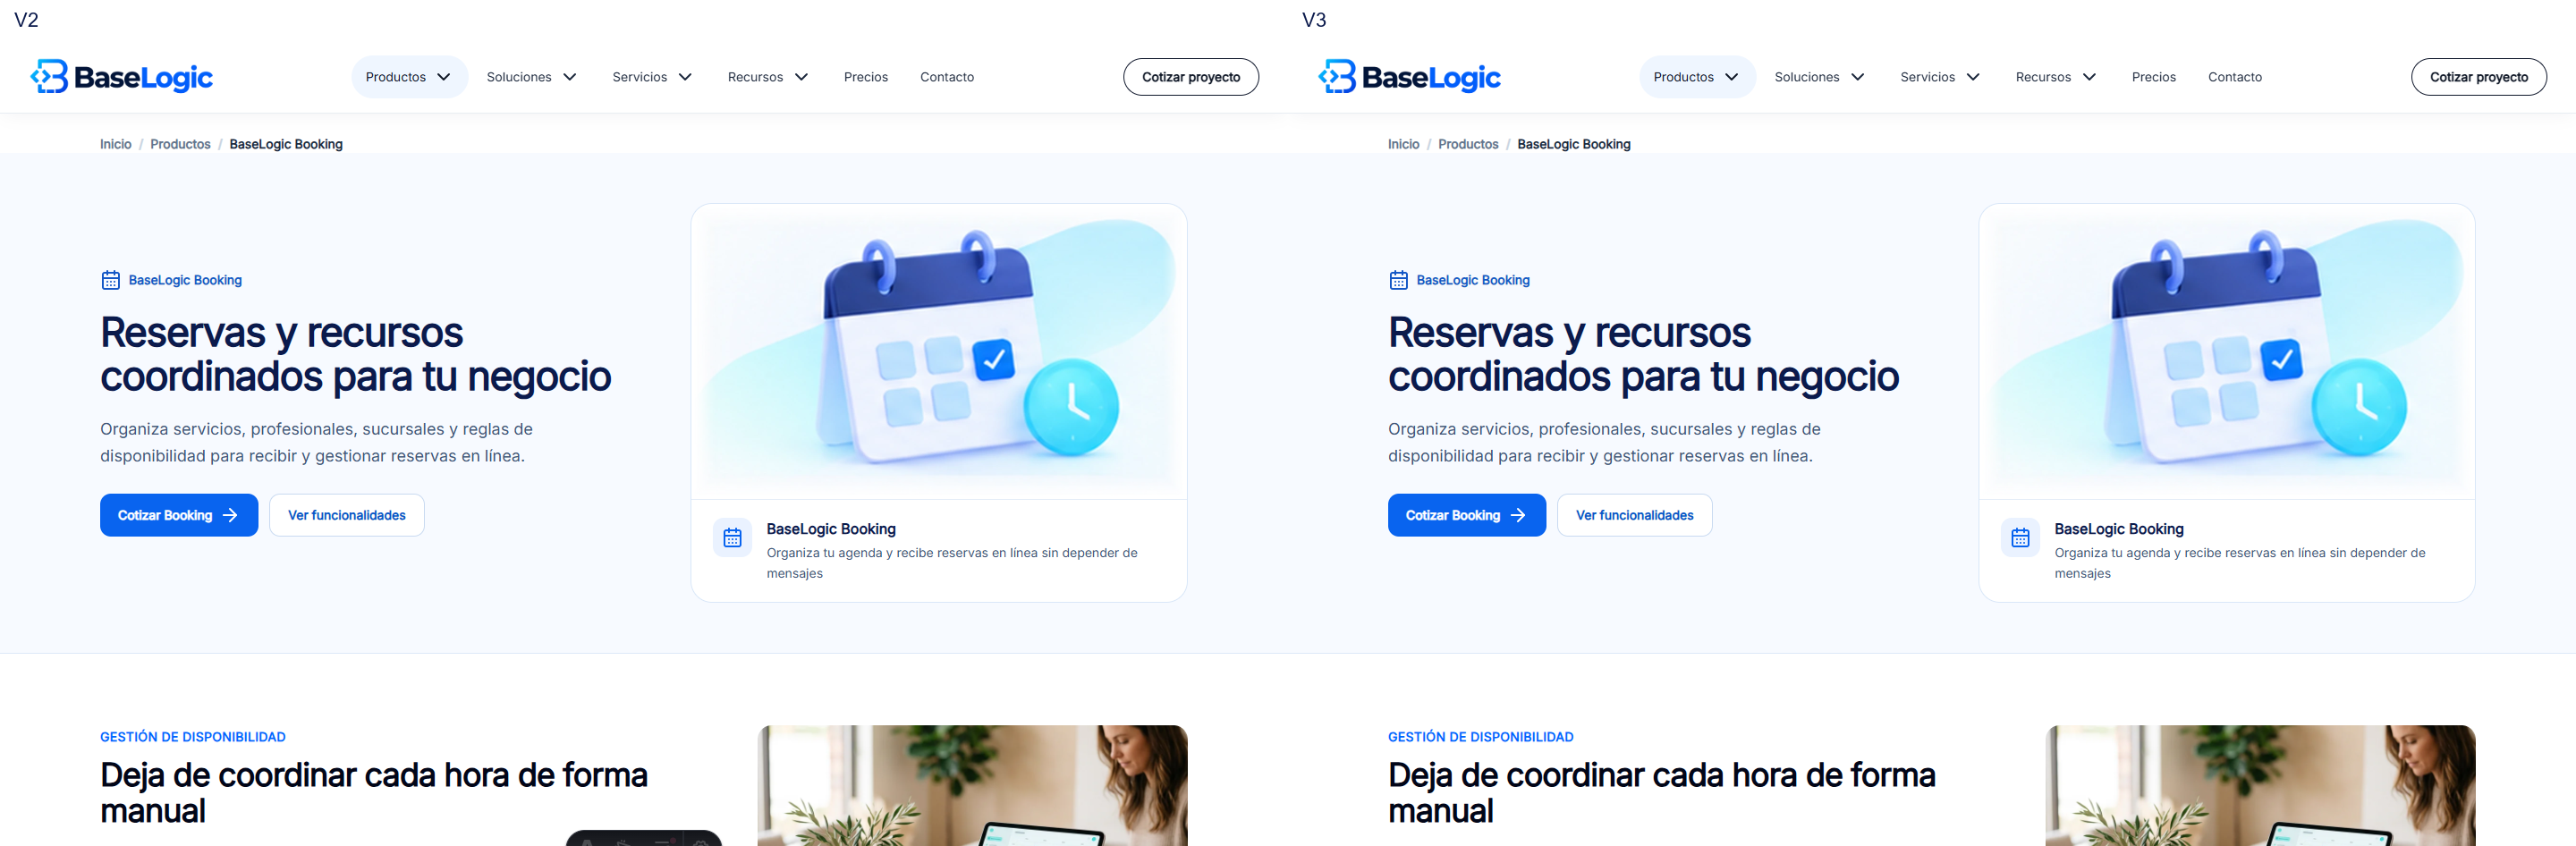 V2
BaseLogic
Productos
Soluciones
Servicios
Recursos
Precios
Contacto
Cotizar proyecto
Inicio / Productos / BaseLogic Booking
BaseLogic Booking
Reservas y recursos
coordinados para tu negocio
Organiza servicios, profesionales, sucursales y reglas de
disponibilidad para recibir y gestionar reservas en línea.
Cotizar Booking
Ver funcionalidades
BaseLogic Booking
Organiza tu agenda y recibe reservas en línea sin depender de
mensajes
GESTIÓN DE DISPONIBILIDAD
Deja de coordinar cada hora de forma
manual
V3
BaseLogic
Productos
Soluciones
Servicios
Recursos
Precios
Contacto
Cotizar proyecto
Inicio / Productos / BaseLogic Booking
BaseLogic Booking
Reservas y recursos
coordinados para tu negocio
Organiza servicios, profesionales, sucursales y reglas de
disponibilidad para recibir y gestionar reservas en línea.
Cotizar Booking
Ver funcionalidades
BaseLogic Booking
Organiza tu agenda y recibe reservas en línea sin depender de
mensajes
GESTIÓN DE DISPONIBILIDAD
Deja de coordinar cada hora de forma
manual